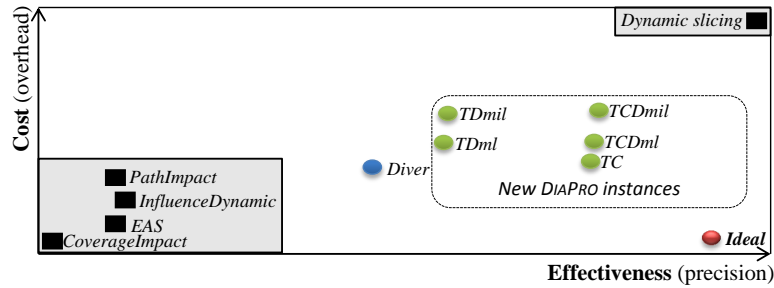 Dynamic slicing
Cost (overhead)
TDmil
TCDmil
TDml
TCDml
TC
Diver
New DIAPRO instances
PathImpact
InfluenceDynamic
EAS
CoverageImpact
Ideal
Effectiveness (precision)